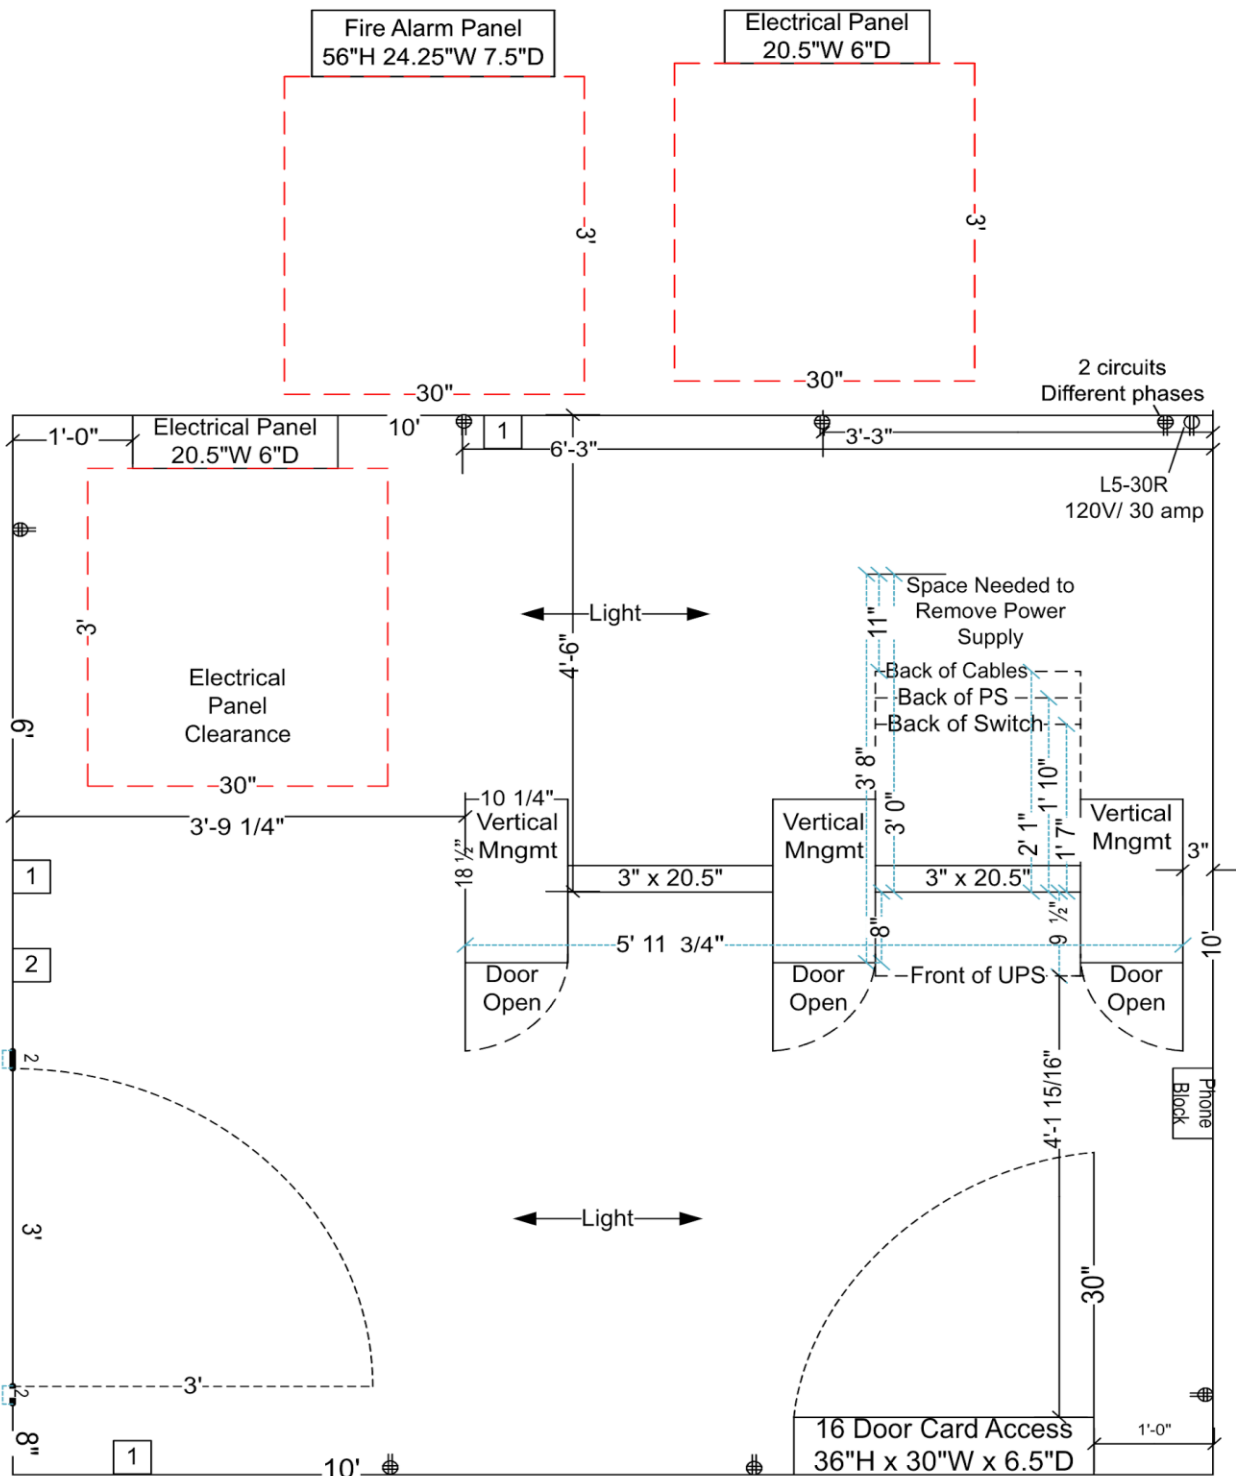 Fire Alarm Panel
56"H 24.25"W 7.5"D
Electrical Panel
20.5"W 6"D
3'
3'
30"
30"
2 circuits
Different phases
1'-0"
Electrical Panel
20.5"W 6"D
10'
1
6'-3"
3'-3"
L5-30R
120V/ 30 amp
3'
Electrical
Panel
Clearance
30"
6'
Light
4'-6"
11"
Space Needed to
Remove Power
Supply
Back of Cables
Back of PS
Back of Switch
3' 8"
3' 0"
2' 1"
1' 10"
1' 7"
3'-9 1/4"
10 1/4"
Vertical
Mngmt
18 ½"
Vertical
Mngmt
Vertical
Mngmt
3"
3" x 20.5"
3" x 20.5"
1
2
5' 11 3/4"
8"
9 ½"
10'
Door
Open
Door
Open
Front of UPS
Door
Open
2
4'-1 15/16"
Phone
Block
3'
Light
30"
3'
2
8"
1
10'
16 Door Card Access
36"H x 30"W x 6.5"D
1'-0"